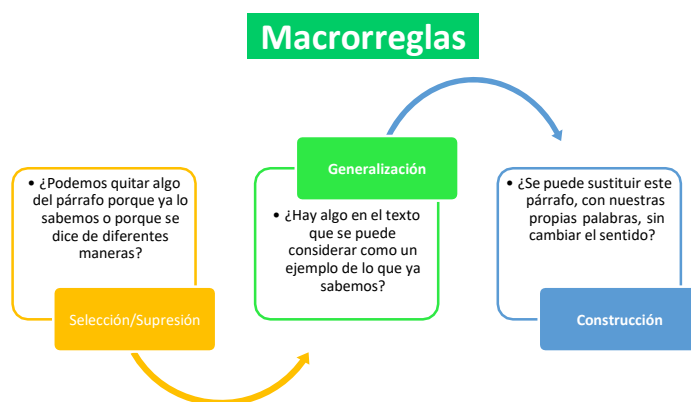 Macrorreglas
• ¿Podemos quitar algo
del párrafo porque ya lo
sabemos o porque se
dice de diferentes
maneras?
Selección/Supresión
Generalización
• ¿Hay algo en el texto
que se puede
considerar como un
ejemplo de lo que ya
sabemos?
• ¿Se puede sustituir este
párrafo, con nuestras
propias palabras, sin
cambiar el sentido?
Construcción